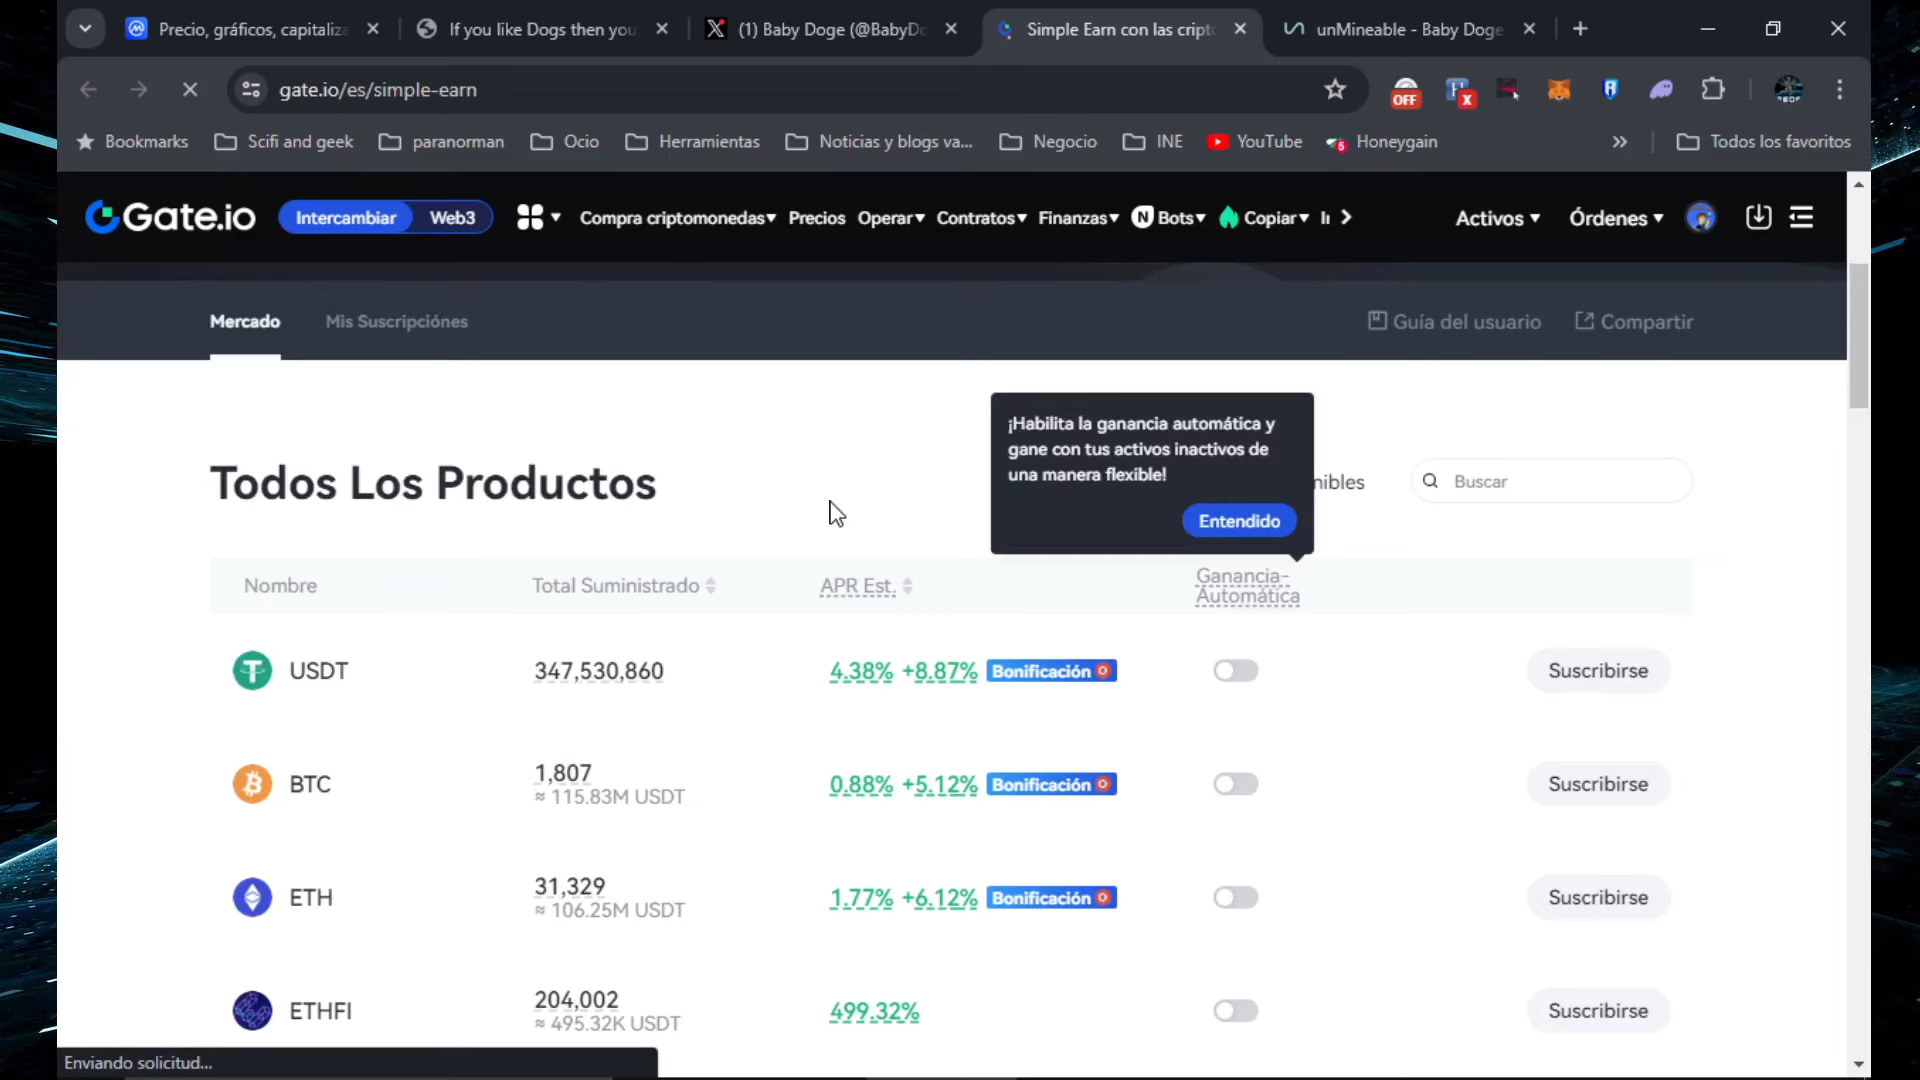 Precio, gráficos, capitaliza
If you like Dogs then you
(1) Baby Doge (@BabyDo
Simple Earn con las cripto
unMineable - Baby Doge
gate.io/es/simple-earn
OFF
Bookmarks
Scifi and geek
paranorman
Ocio
Herramientas
Noticias y blogs va...
Negocio
INE
YouTube
Honeygain
Todos los favoritos
Gate.io
Intercambiar
Web3
Compra criptomonedas
Precios
Operar
Contratos
Finanzas
Bots
Copiar
Activos
Órdenes
Mercado
Mis Suscripciónes
Guía del usuario
Compartir
¡Habilita la ganancia automática y
gane con tus activos inactivos de
una manera flexible!
Entendido
Todos Los Productos
nibles
Buscar
Nombre
Total Suministrado
APR Est.
Ganancia-
Automática
USDT
347,530,860
4.38% +8.87%
Bonificación
Suscribirse
BTC
1,807
≈ 115.83M USDT
0.88% +5.12%
Bonificación
Suscribirse
ETH
31,329
≈ 106.25M USDT
1.77% +6.12%
Bonificación
Suscribirse
ETHFI
204,002
≈ 495.32K USDT
499.32%
Suscribirse
Enviando solicitud...